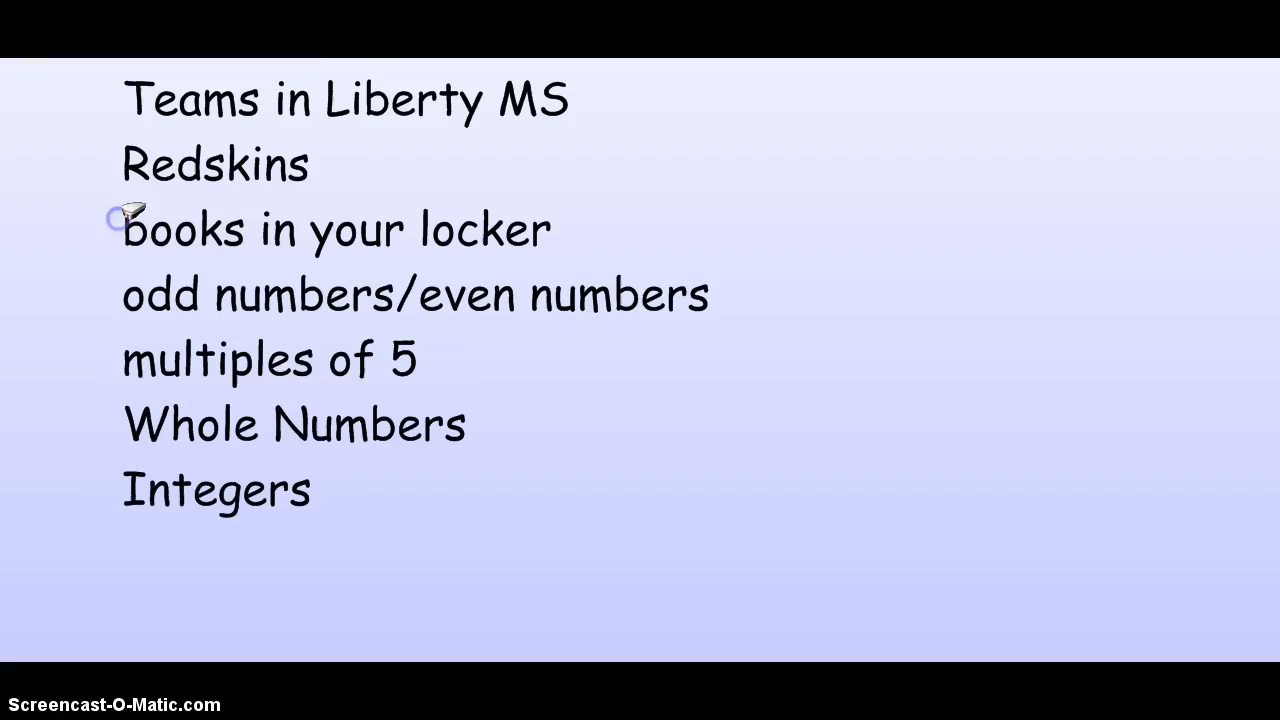 Teams in Liberty MS
Redskins
books in your locker
odd numbers/even numbers
multiples of 5
Whole Numbers
Integers
Screencast-O-Matic.com